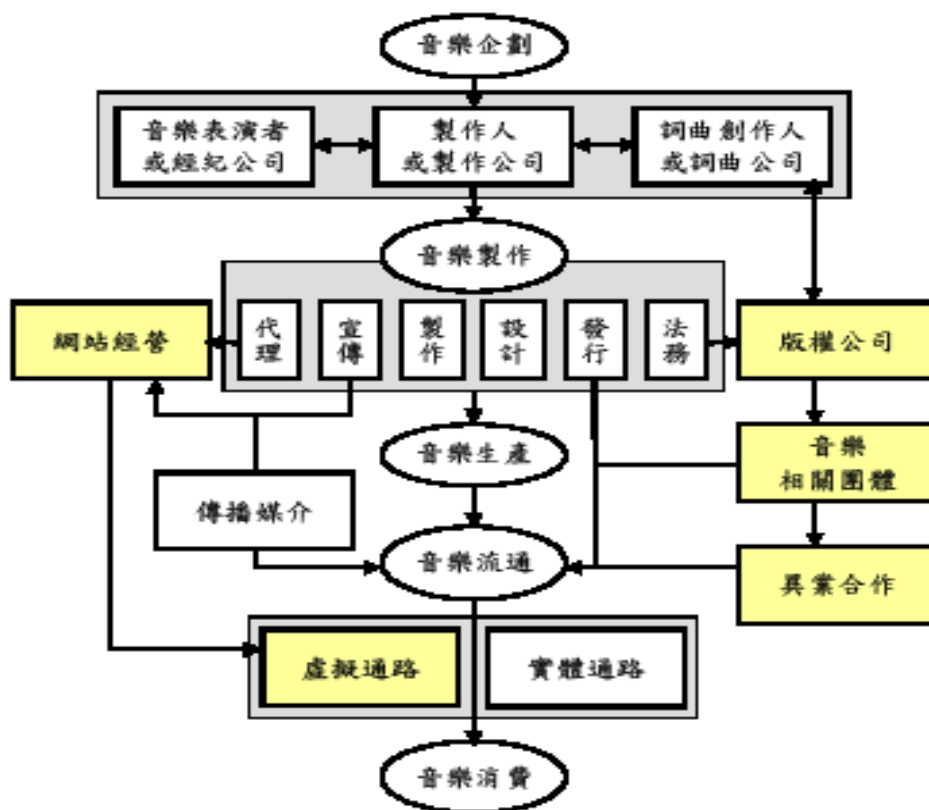 音樂企劃
音樂表演者
或經紀公司
製作人
或製作公司
詞曲創作人
或詞曲公司
音樂製作
網站經營
代理
宣傳
製作
設計
發行
法務
版權公司
音樂生產
音樂
相關團體
傳播媒介
音樂流通
異業合作
虛擬通路
實體通路
音樂消費